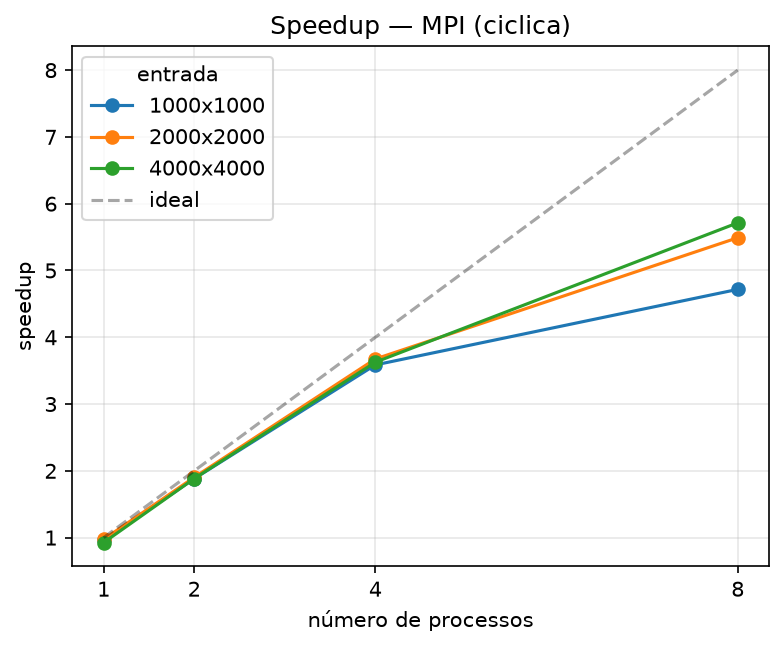 Speedup — MPI (ciclica)
entrada
1000x1000
2000x2000
4000x4000
ideal
speedup
8
7
6
5
4
3
2
1
1 2 4 8
número de processos